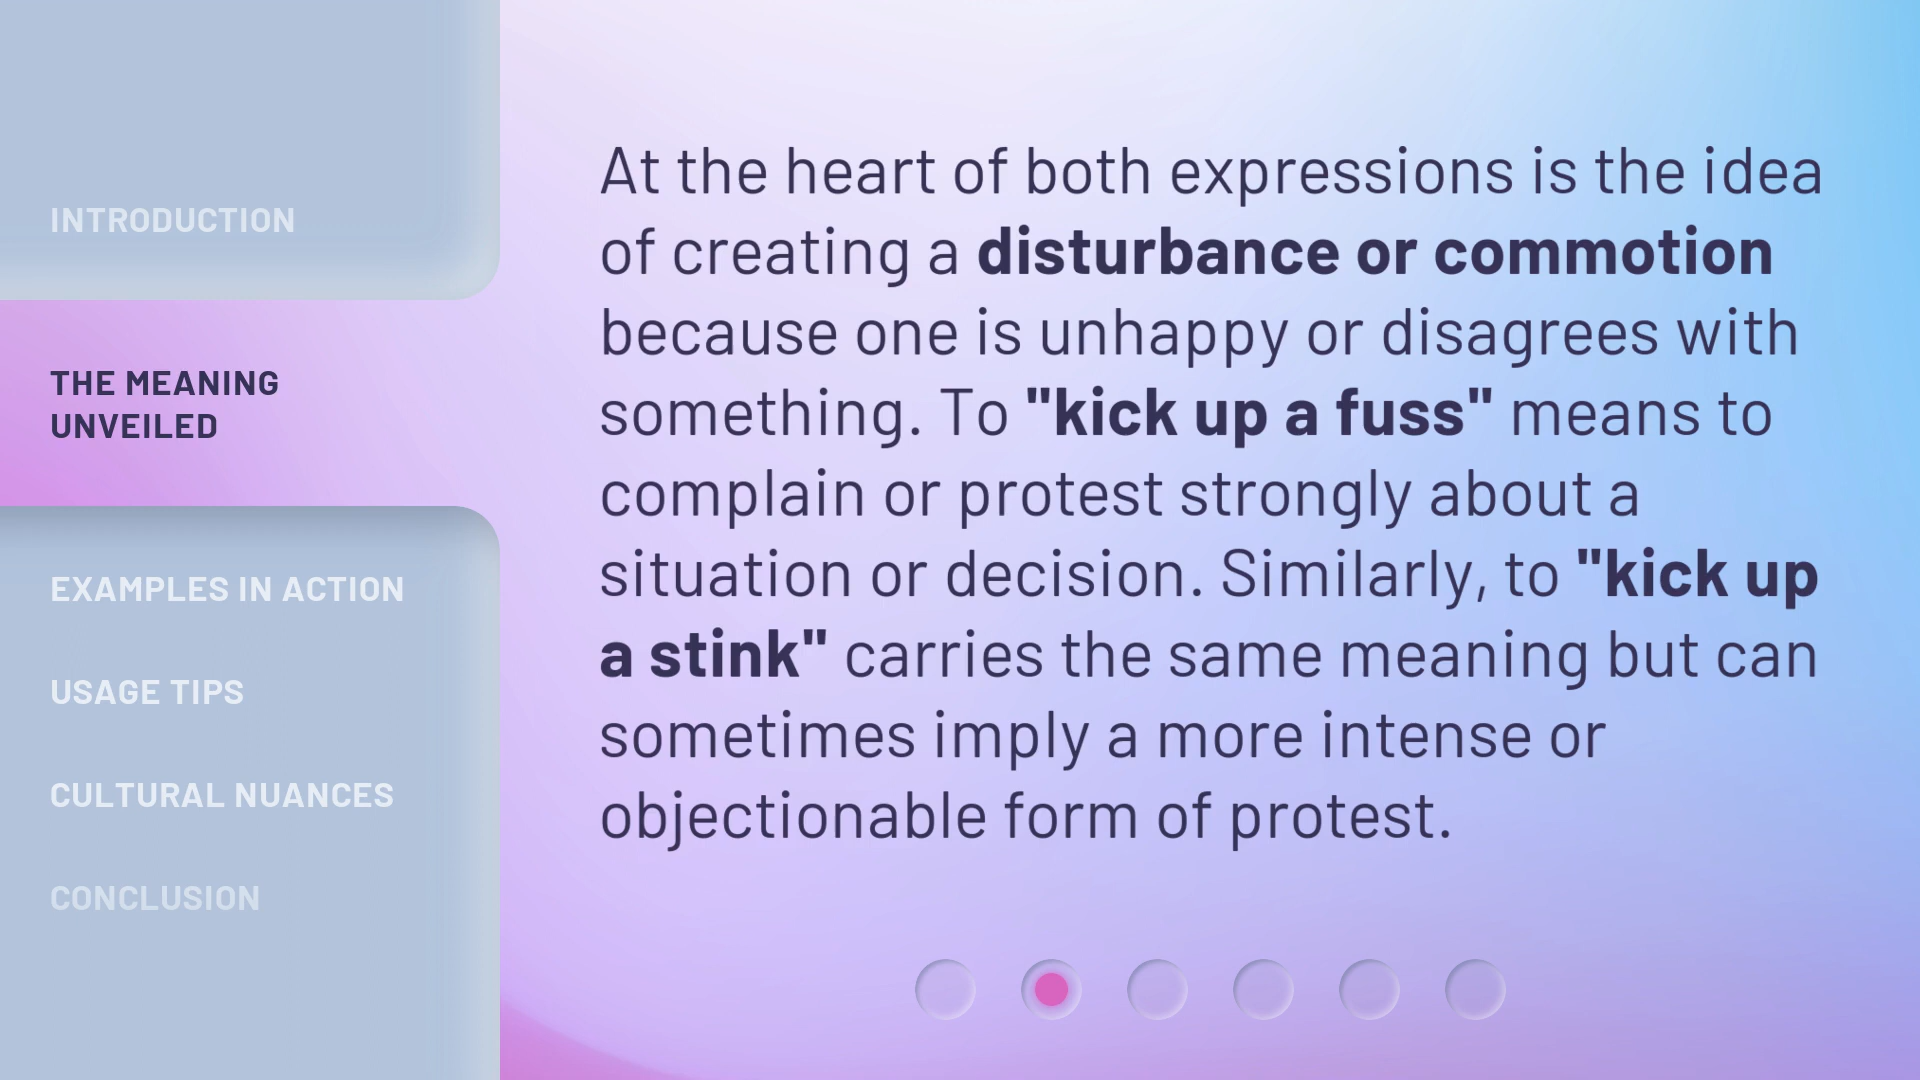 INTRODUCTION
THE MEANING
UNVEILED
EXAMPLES IN ACTION
USAGE TIPS
CULTURAL NUANCES
CONCLUSION
At the heart of both expressions is the idea
of creating a disturbance or commotion
because one is unhappy or disagrees with
something. To "kick up a fuss" means to
complain or protest strongly about a
situation or decision. Similarly, to "kick up
a stink" carries the same meaning but can
sometimes imply a more intense or
objectionable form of protest.